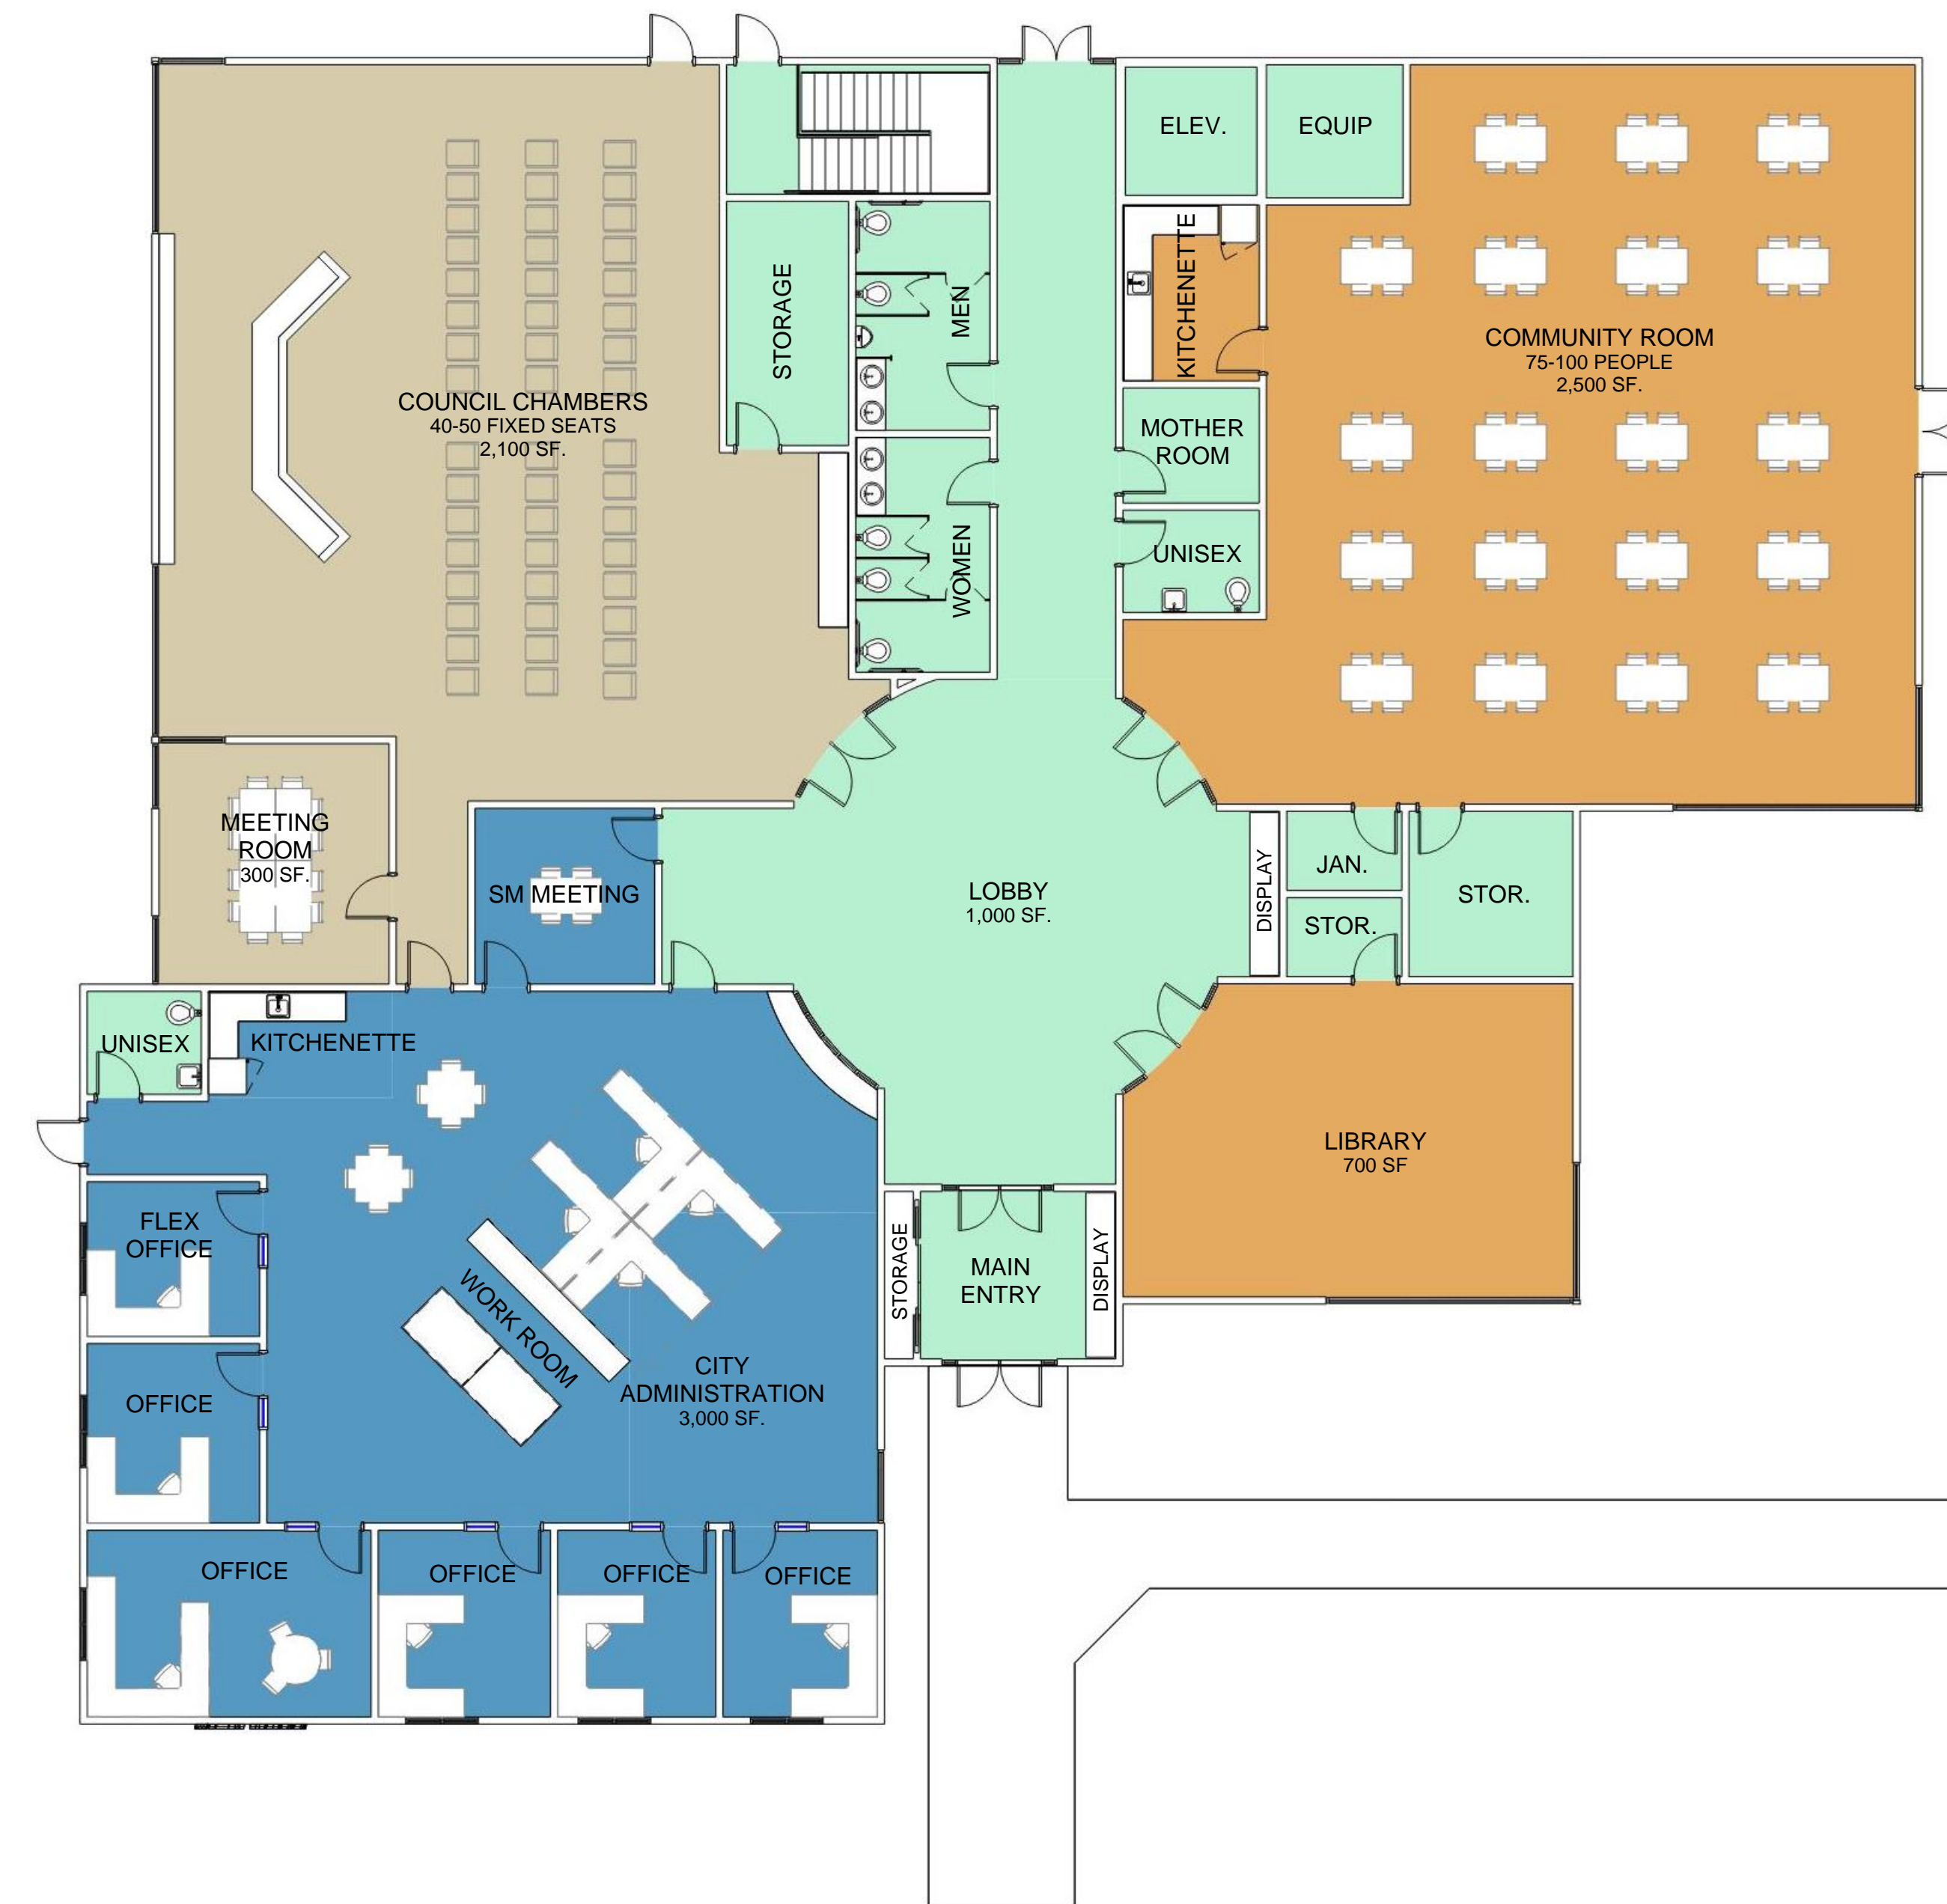 ELEV.
EQUIP
STORAGE
MEN
KITCHENETTE
COMMUNITY ROOM
75-100 PEOPLE
2,500 SF.
COUNCIL CHAMBERS
40-50 FIXED SEATS
2,100 SF.
MOTHER
ROOM
WOMEN
UNISEX
MEETING
ROOM
300 SF.
SM MEETING
LOBBY
1,000 SF.
DISPLAY
JAN.
STOR.
STOR.
UNISEX
KITCHENETTE
LIBRARY
700 SF
FLEX
OFFICE
STORAGE
MAIN
ENTRY
DISPLAY
WORK ROOM
CITY
ADMINISTRATION
3,000 SF.
OFFICE
OFFICE
OFFICE
OFFICE
OFFICE